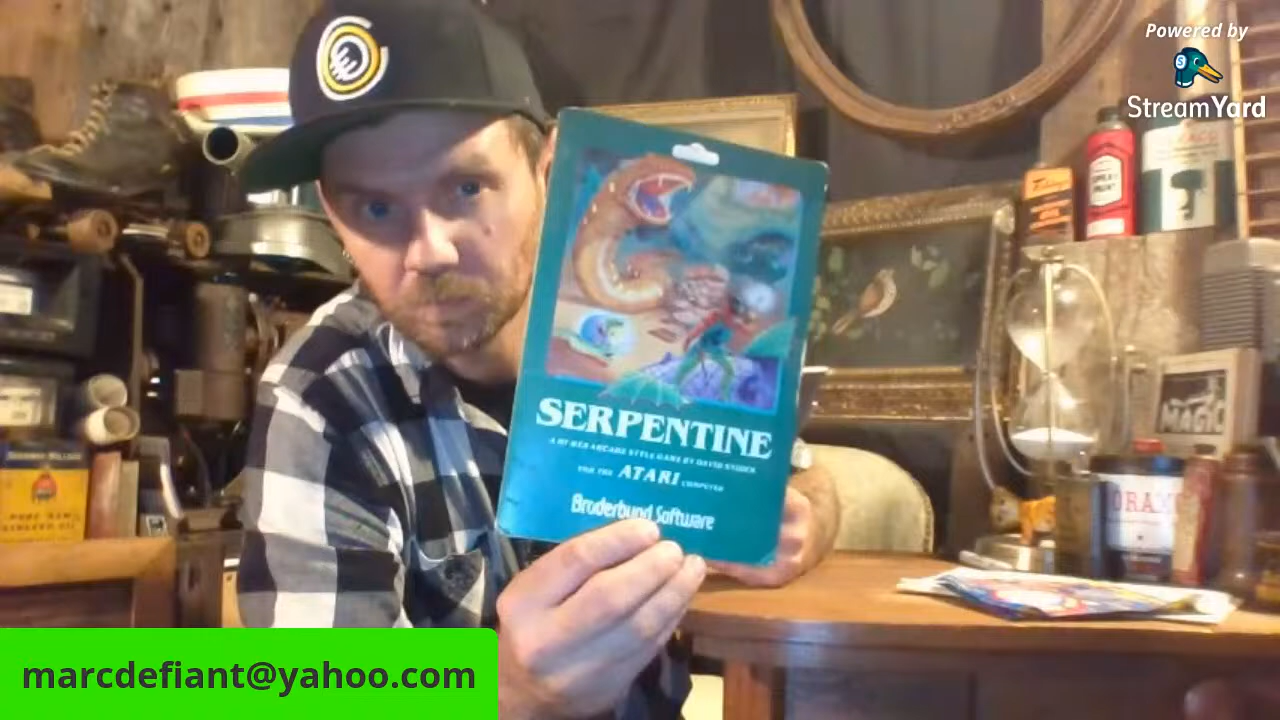 Powered by
StreamYard
SERPENTINE
A HI-RES ARCADE STYLE GAME BY DAVID SNIDER
FOR THE ATARI COMPUTER
Brøderbund Software
MAGIC
marcdefiant@yahoo.com